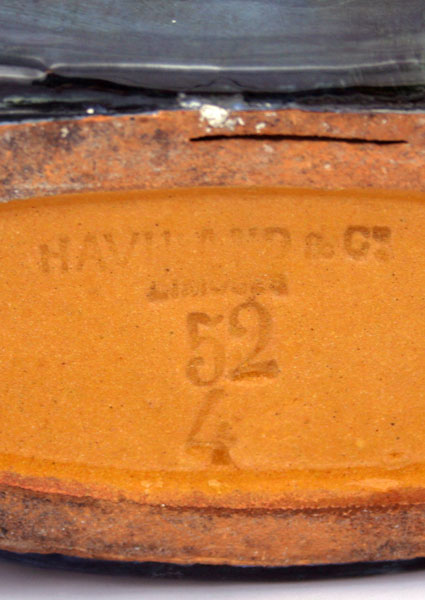 HAVILAND & Co
LIMOGES
52
4